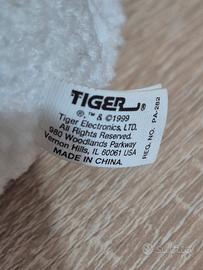 TIGER®
®, ™ & ©1999
Tiger Electronics, LTD.
All Rights Reserved.
980 Woodlands Parkway
Vernon Hills, IL 60061 USA
MADE IN CHINA.
REG. NO. PA-282
subito